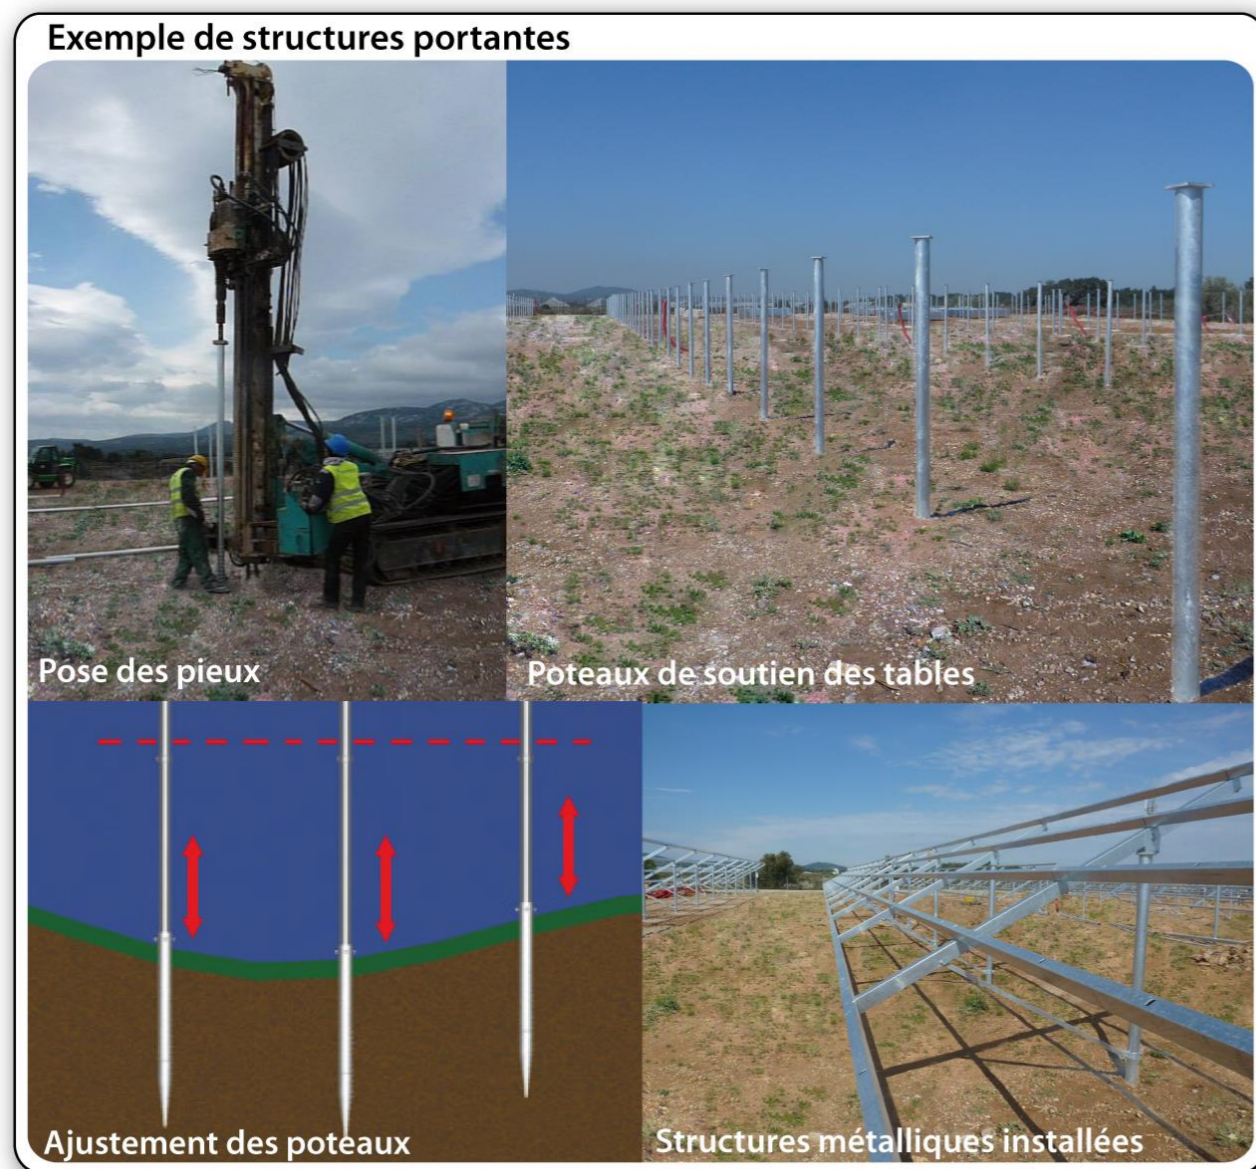 Exemple de structures portantes
Pose des pieux
Poteaux de soutien des tables
Ajustement des poteaux
Structures métalliques installées